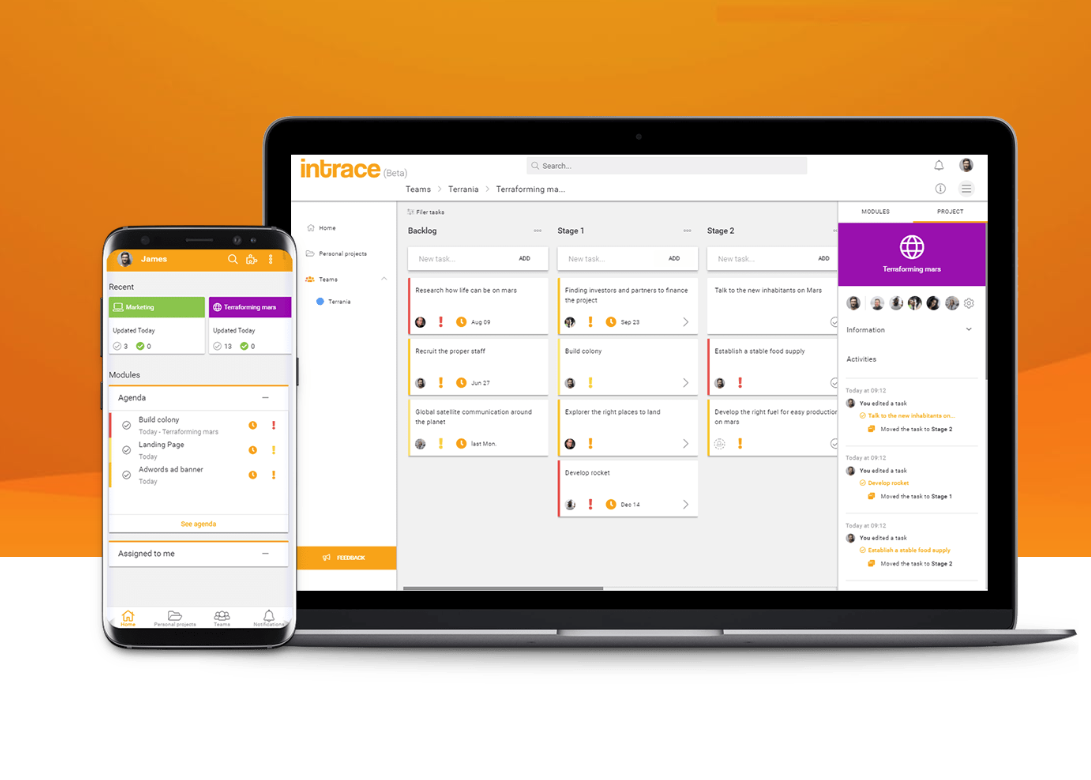 intrace (Beta)
Search...
Teams > Terrania > Terraforming ma...
MODULES
PROJECT
Filer tasks
Home
Personal projects
Teams
Terrania
FEEDBACK
Backlog
New task...
ADD
Research how life can be on mars
Aug 09
Recruit the proper staff
Jun 27
Global satellite communication around
the planet
last Mon.
Stage 1
New task...
ADD
Finding investors and partners to finance
the project
Sep 23
Build colony
Explorer the right places to land
Develop rocket
Dec 14
Stage 2
New task...
ADD
Talk to the new inhabitants on Mars
Establish a stable food supply
Develop the right fuel for easy production
on mars
Terraforming mars
Information
Activities
Today at 09:12
You edited a task
Talk to the new inhabitants on...
Moved the task to Stage 2
Today at 09:12
You edited a task
Develop rocket
Moved the task to Stage 1
Today at 09:12
You edited a task
Establish a stable food supply
Moved the task to Stage 2
James
Recent
Marketing
Updated Today
3
0
Terraforming mars
Updated Today
13
0
Modules
Agenda
Build colony
Today - Terraforming mars
Landing Page
Today
Adwords ad banner
Today
See agenda
Assigned to me
Home
Personal projects
Teams
Notifications